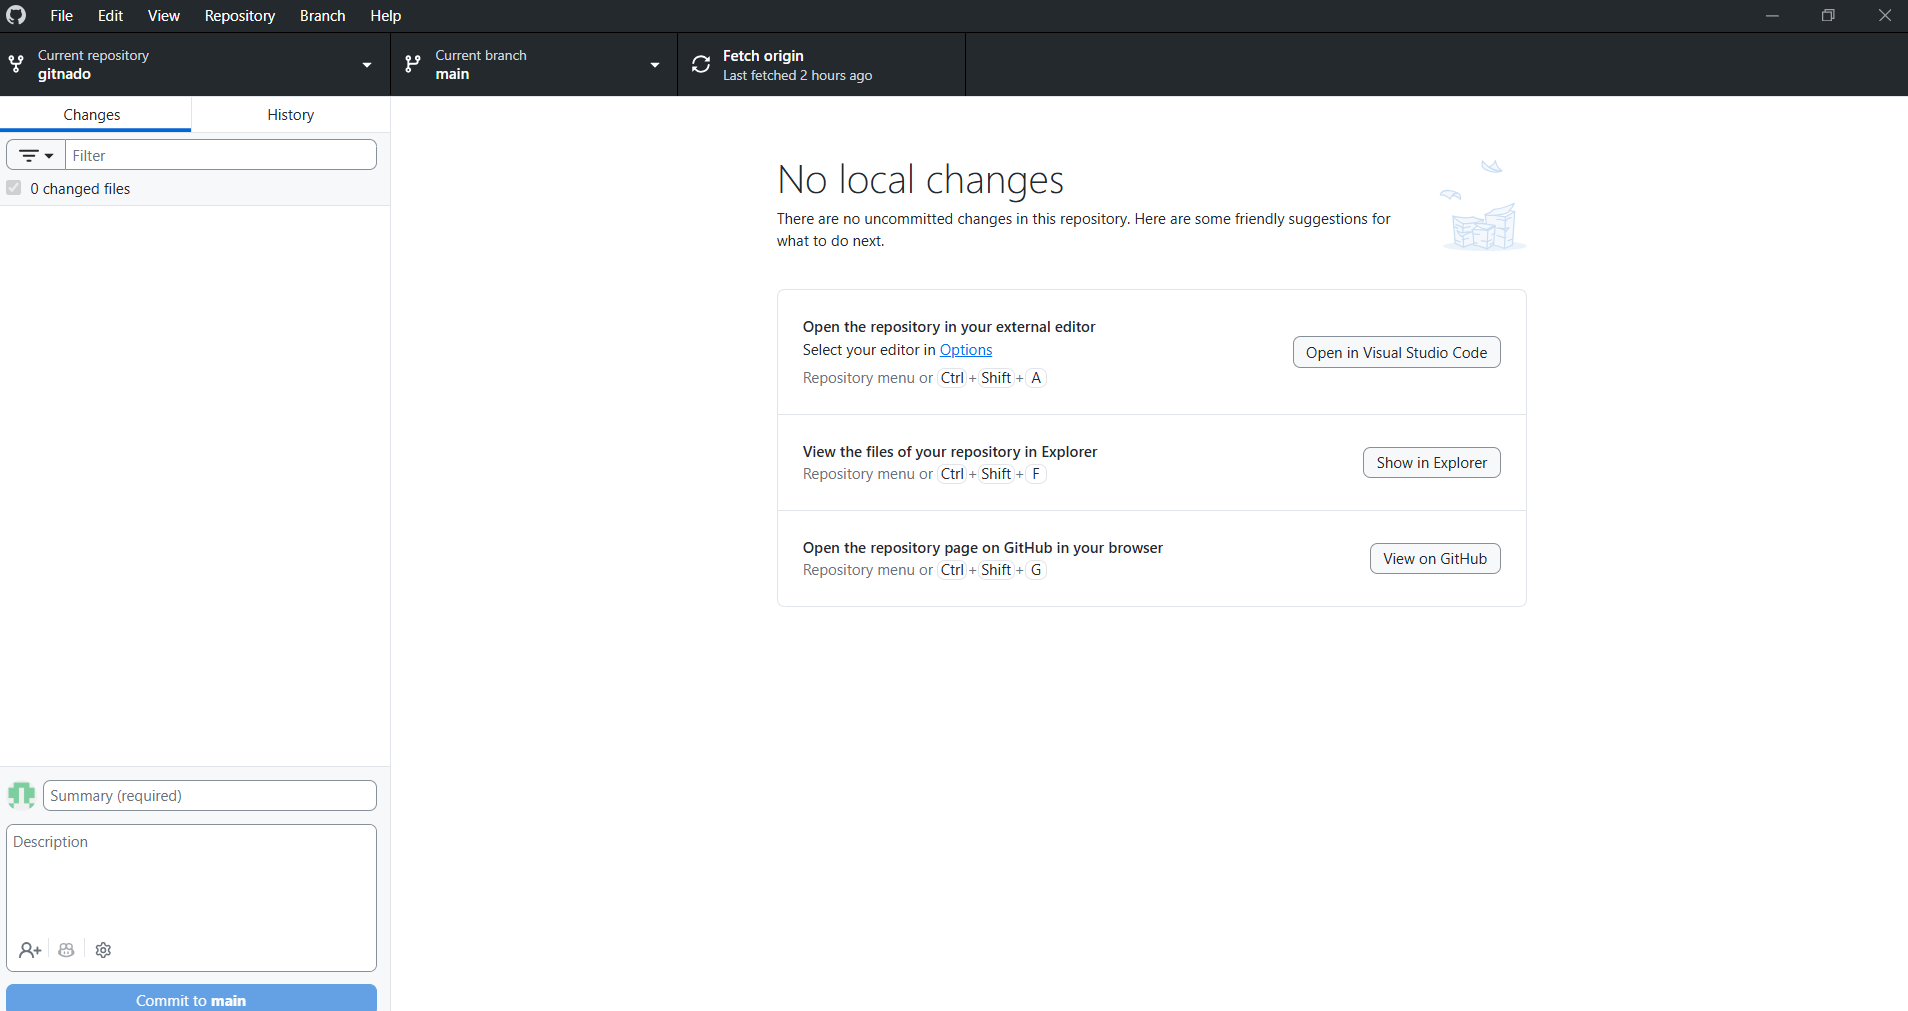 File Edit View Repository Branch Help
Current repository
gitnado
Current branch
main
Fetch origin
Last fetched 2 hours ago
Changes History
Filter
0 changed files
No local changes
There are no uncommitted changes in this repository. Here are some friendly suggestions for
what to do next.
Open the repository in your external editor
Select your editor in Options
Repository menu or Ctrl + Shift + A
Open in Visual Studio Code
View the files of your repository in Explorer
Repository menu or Ctrl + Shift + F
Show in Explorer
Open the repository page on GitHub in your browser
Repository menu or Ctrl + Shift + G
View on GitHub
Summary (required)
Description
Commit to main